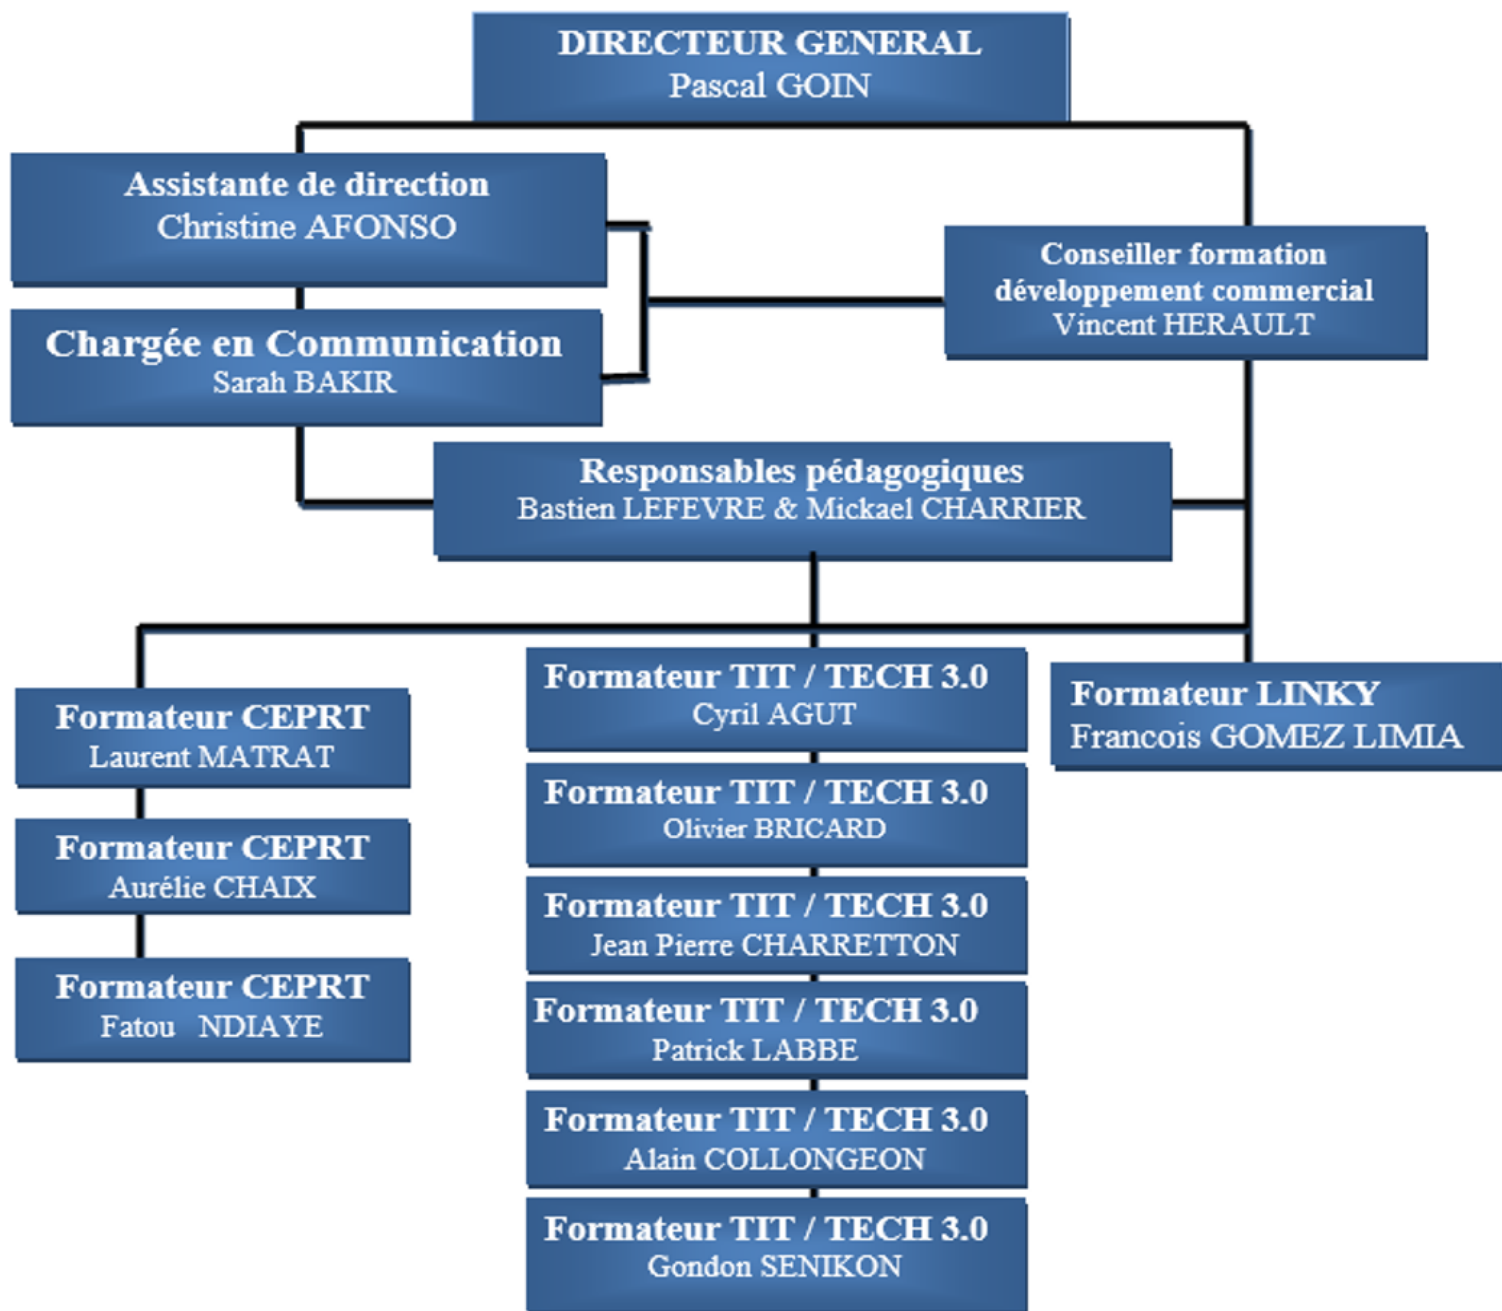 DIRECTEUR GENERAL
Pascal GOIN
Assistante de direction
Christine AFONSO
Conseiller formation
développement commercial
Vincent HERAULT
Chargée en Communication
Sarah BAKIR
Responsables pédagogiques
Bastien LEFEVRE & Mickael CHARRIER
Formateur CEPRT
Laurent MATRAT
Formateur CEPRT
Aurélie CHAIX
Formateur CEPRT
Fatou NDIAYE
Formateur TIT / TECH 3.0
Cyril AGUT
Formateur TIT / TECH 3.0
Olivier BRICARD
Formateur TIT / TECH 3.0
Jean Pierre CHARRETTON
Formateur TIT / TECH 3.0
Patrick LABBE
Formateur TIT / TECH 3.0
Alain COLLONGEON
Formateur TIT / TECH 3.0
Gondon SENIKON
Formateur LINKY
Francois GOMEZ LIMIA